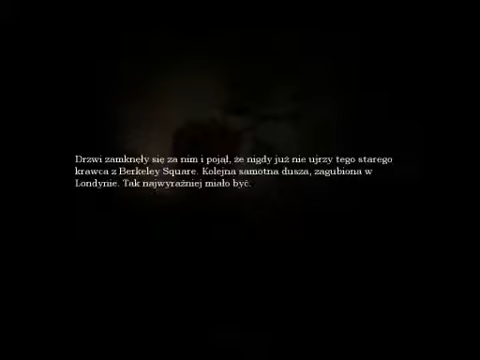 Drzwi zamknęły się za nim i pojął, że nigdy już nie ujrzy tego starego
krawca z Berkeley Square. Kolejna samotna dusza, zagubiona w
Londynie. Tak najwyraźniej miało być.